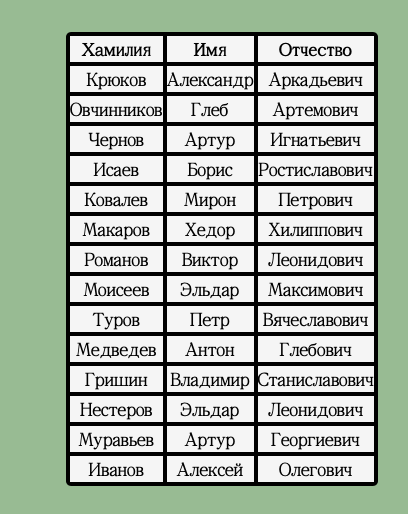 Хамилия Имя Отчество
Крюков Александр Аркадьевич
Овчинников Глеб Артемович
Чернов Артур Игнатьевич
Исаев Борис Ростиславович
Ковалев Мирон Петрович
Макаров Хедор Хилиппович
Романов Виктор Леонидович
Моисеев Эльдар Максимович
Туров Петр Вячеславович
Медведев Антон Глебович
Гришин Владимир Станиславович
Нестеров Эльдар Леонидович
Муравьев Артур Георгиевич
Иванов Алексей Олегович